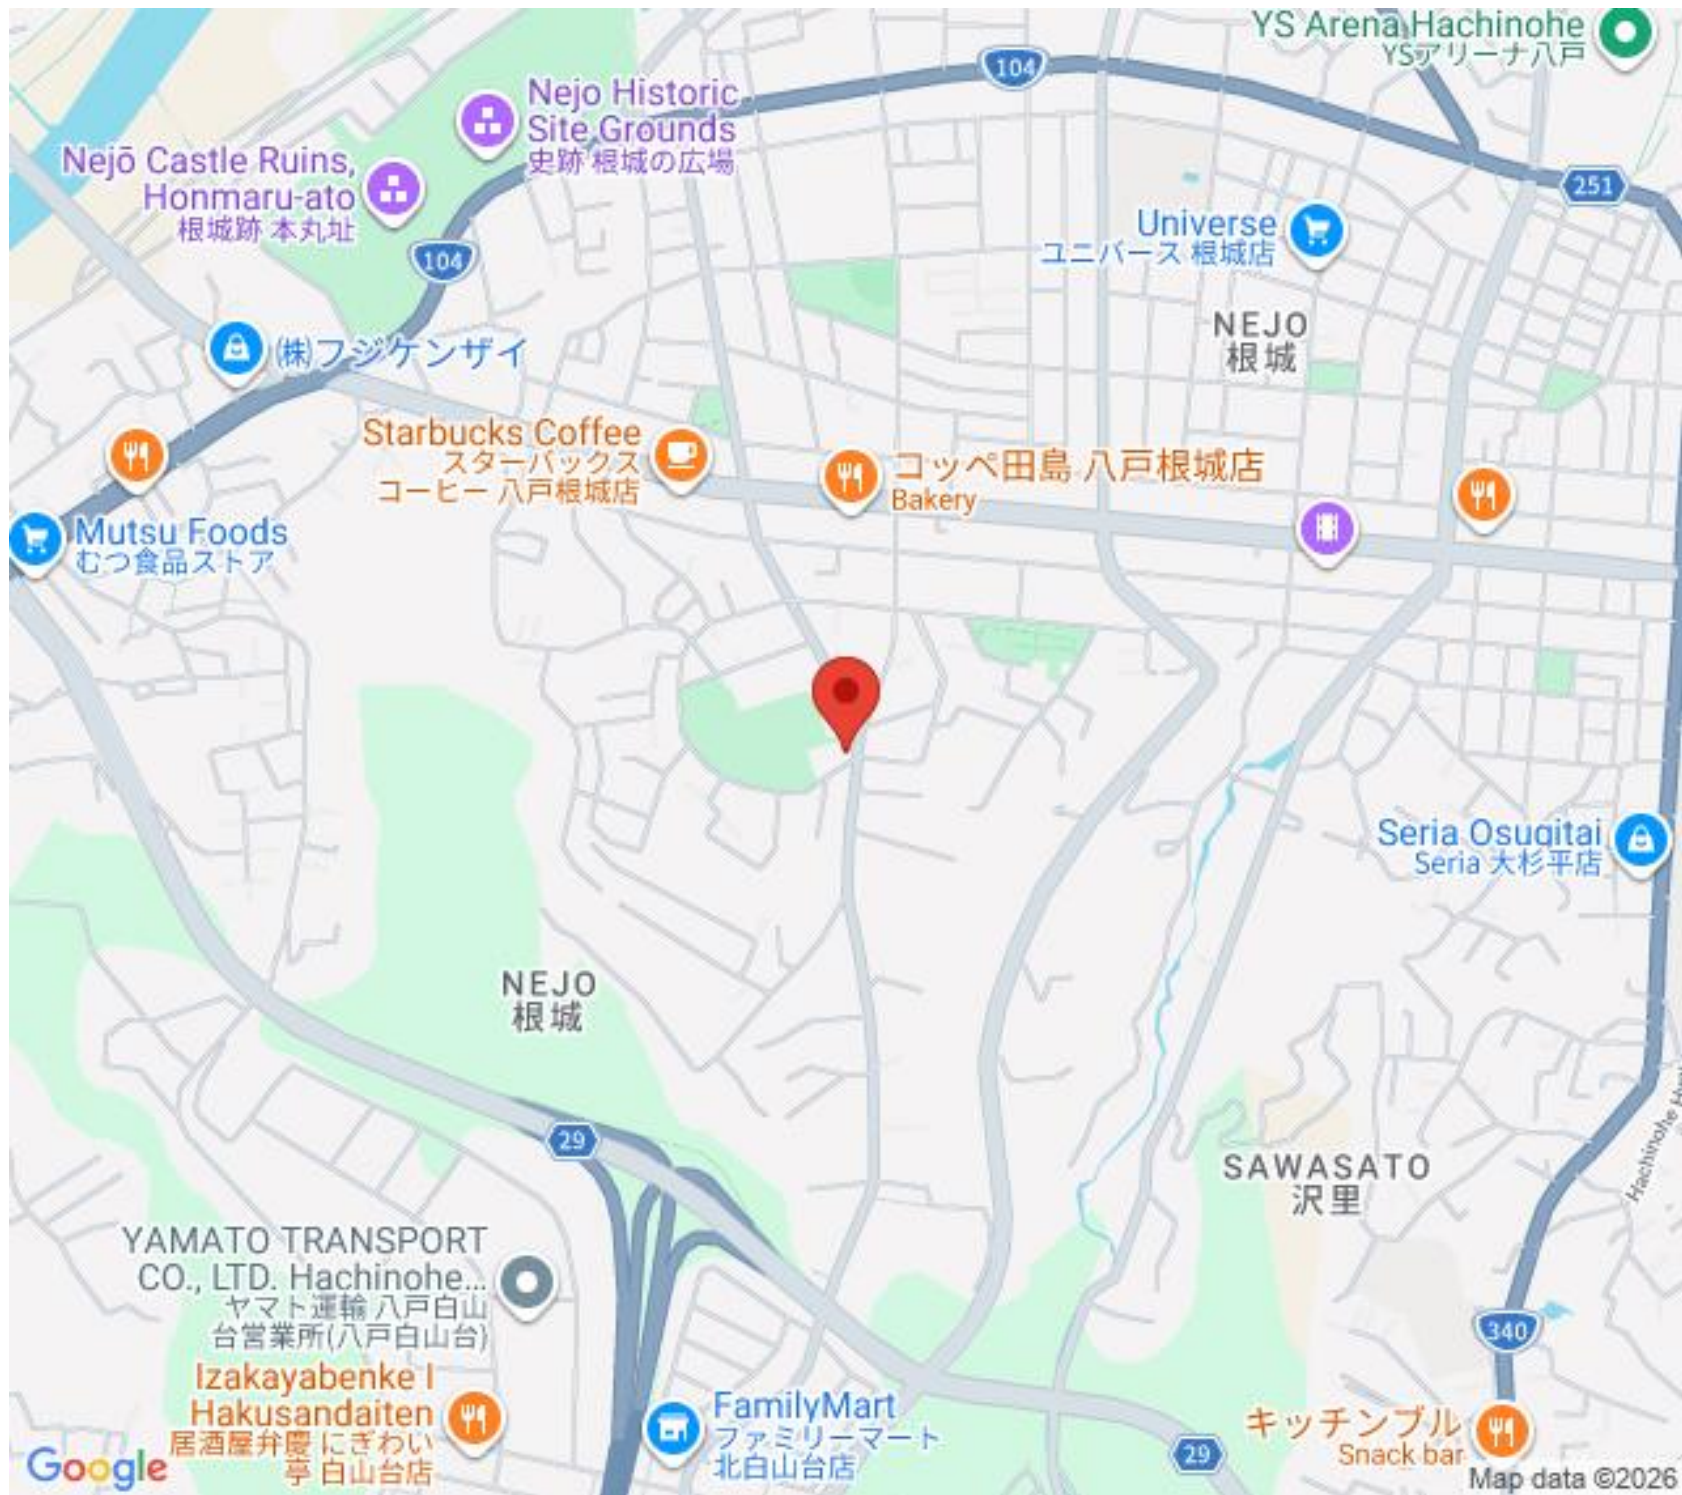 YS Arena Hachinohe
YSアリーナ八戸
104
Nejo Historic
Site Grounds
史跡 根城の広場
Nejō Castle Ruins,
Honmaru-ato
根城跡 本丸址
251
Universe
ユニバース 根城店
104
NEJO
根城
㈱フジケンザイ
Starbucks Coffee
スターバックス
コーヒー 八戸根城店
コッペ田島 八戸根城店
Bakery
Mutsu Foods
むつ食品ストア
Seria Osugitai
Seria 大杉平店
NEJO
根城
29
SAWASATO
沢里
Hachinohe
YAMATO TRANSPORT
CO., LTD. Hachinohe...
ヤマト運輸 八戸白山
台営業所(八戸白山台)
340
Izakayabenke I
Hakusandaiten
居酒屋弁慶 にぎわい
亭 白山台店
FamilyMart
ファミリーマート
北白山台店
キッチンブル
Snack bar
29
Google
Map data ©2026